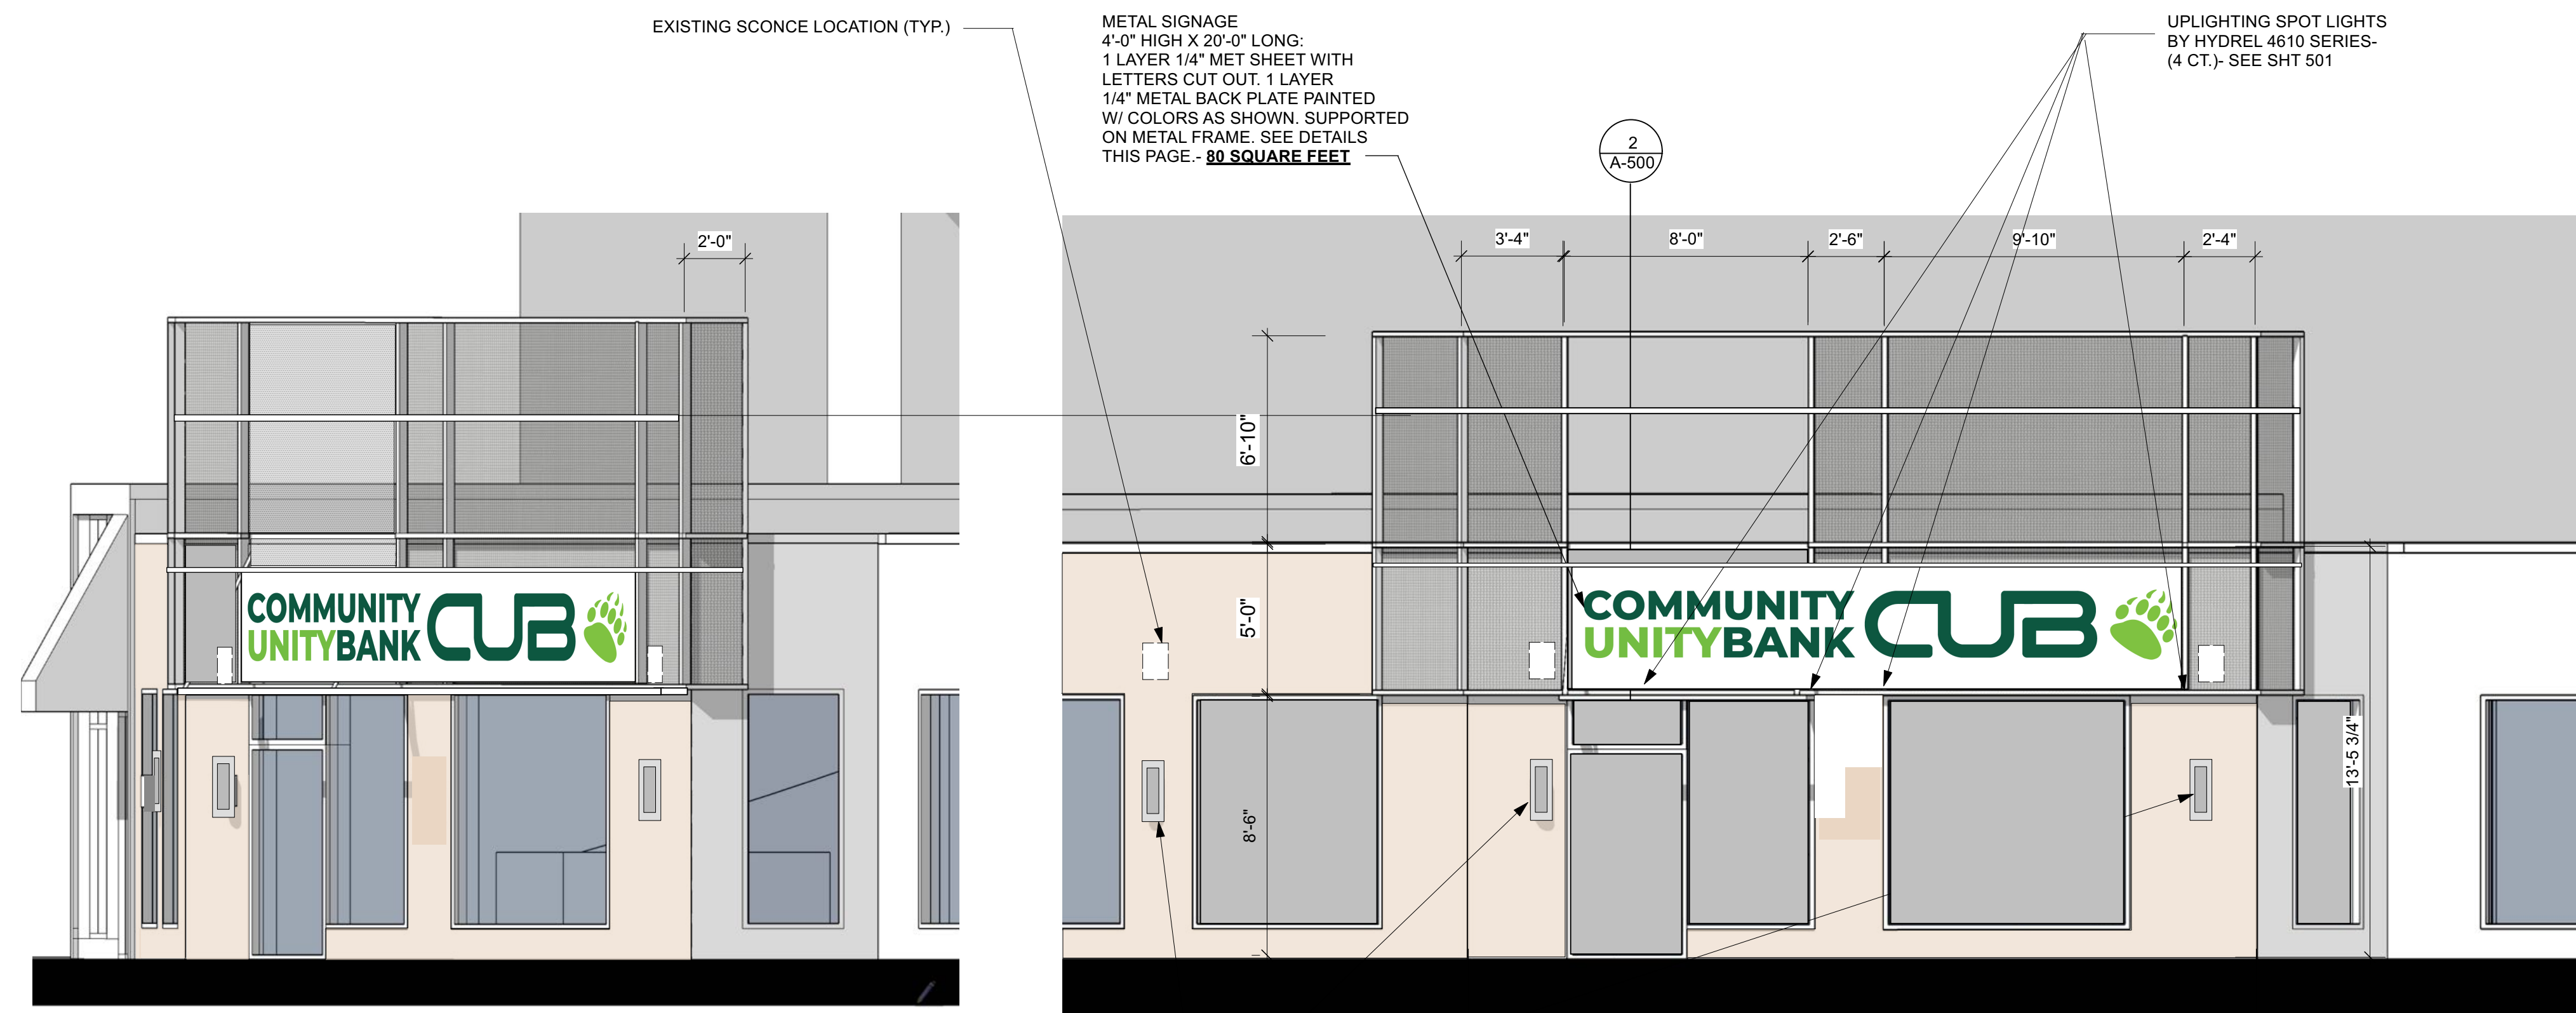 EXISTING SCONCE LOCATION (TYP.)
METAL SIGNAGE
4'-0" HIGH X 20'-0" LONG:
1 LAYER 1/4" MET SHEET WITH
LETTERS CUT OUT. 1 LAYER
1/4" METAL BACK PLATE PAINTED
W/ COLORS AS SHOWN. SUPPORTED
ON METAL FRAME. SEE DETAILS
THIS PAGE.- 80 SQUARE FEET
UPLIGHTING SPOT LIGHTS
BY HYDREL 4610 SERIES-
(4 CT.)- SEE SHT 501
2
A-500
2'-0"
3'-4"
8'-0"
2'-6"
9'-10"
2'-4"
6'-10"
5'-0"
8'-6"
13'-5 3/4"
COMMUNITY
UNITYBANK
CUB
COMMUNITY
UNITYBANK
CUB